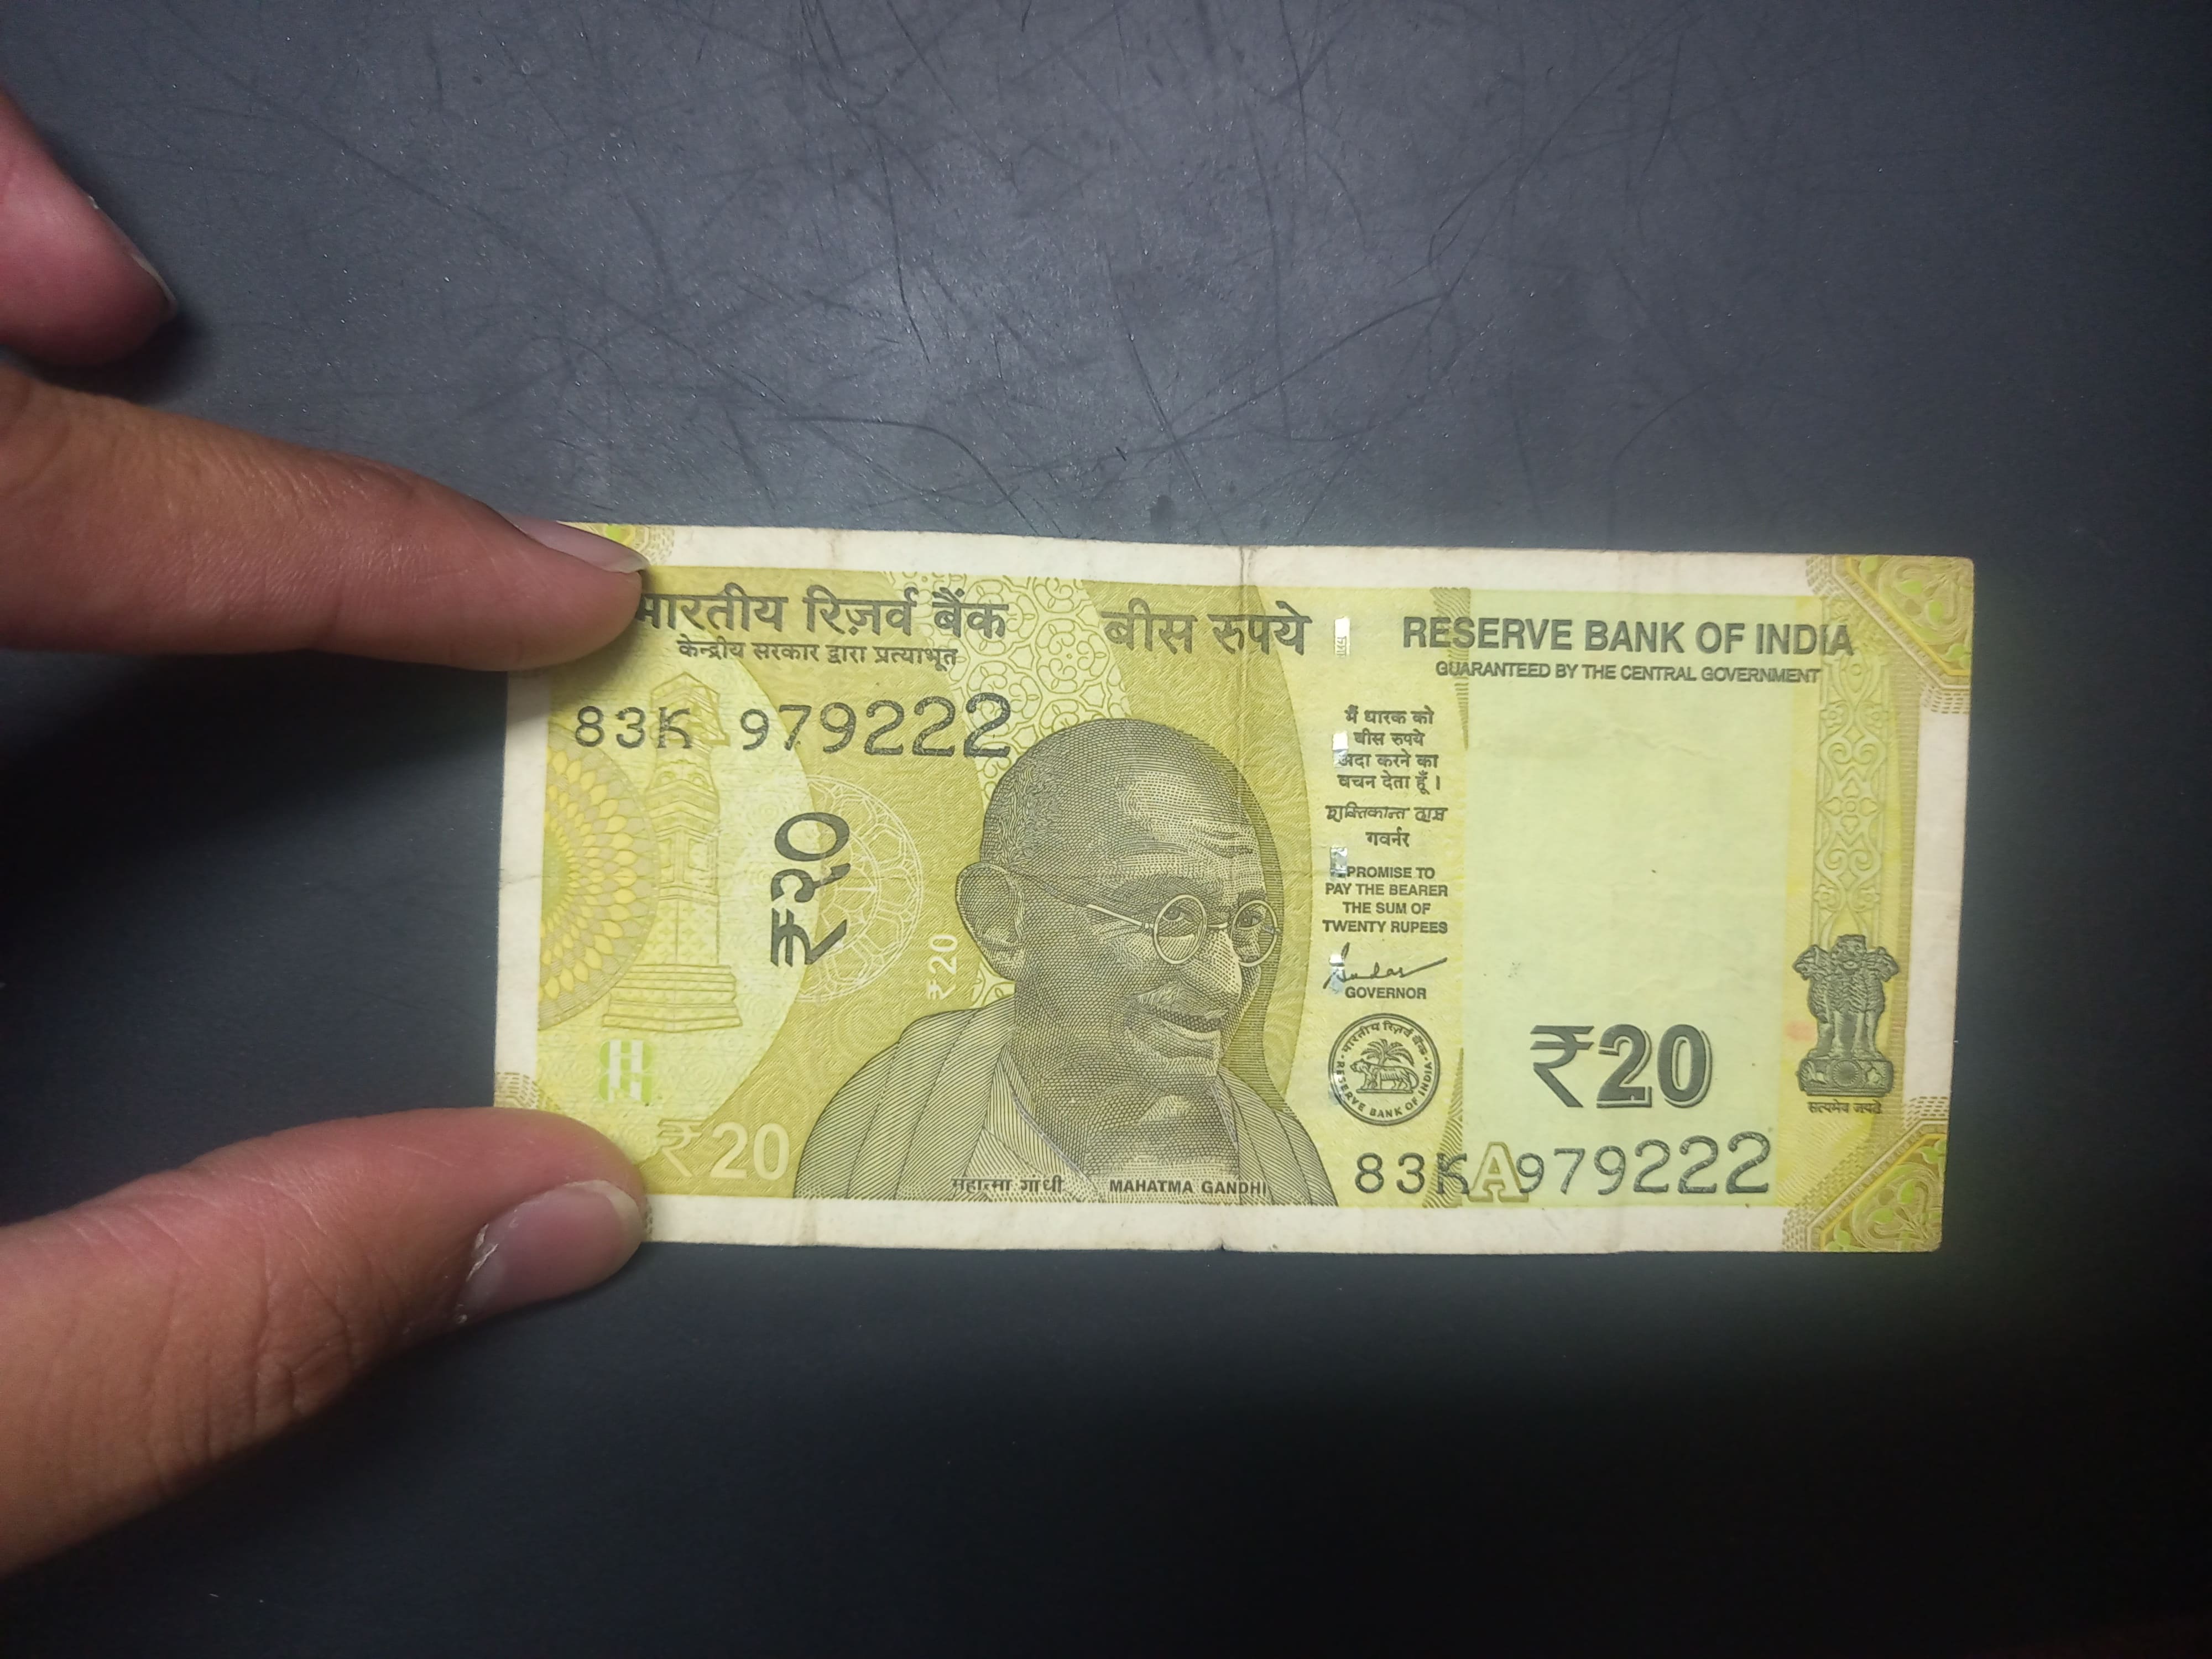 भारतीय रिज़र्व बैंक
केन्द्रीय सरकार द्वारा प्रत्याभूत
83K 979222
₹२०
₹20
₹20
बीस रुपये
महात्मा गांधी MAHATMA GANDHI
RESERVE BANK OF INDIA
GUARANTEED BY THE CENTRAL GOVERNMENT
मैं धारक को
बीस रुपये
अदा करने का
वचन देता हूँ ।
शक्तिकान्त दास
गवर्नर
I PROMISE TO
PAY THE BEARER
THE SUM OF
TWENTY RUPEES
GOVERNOR
भारतीय रिज़र्व बैंक
RESERVE BANK OF INDIA
₹20
सत्यमेव जयते
83K A 979222